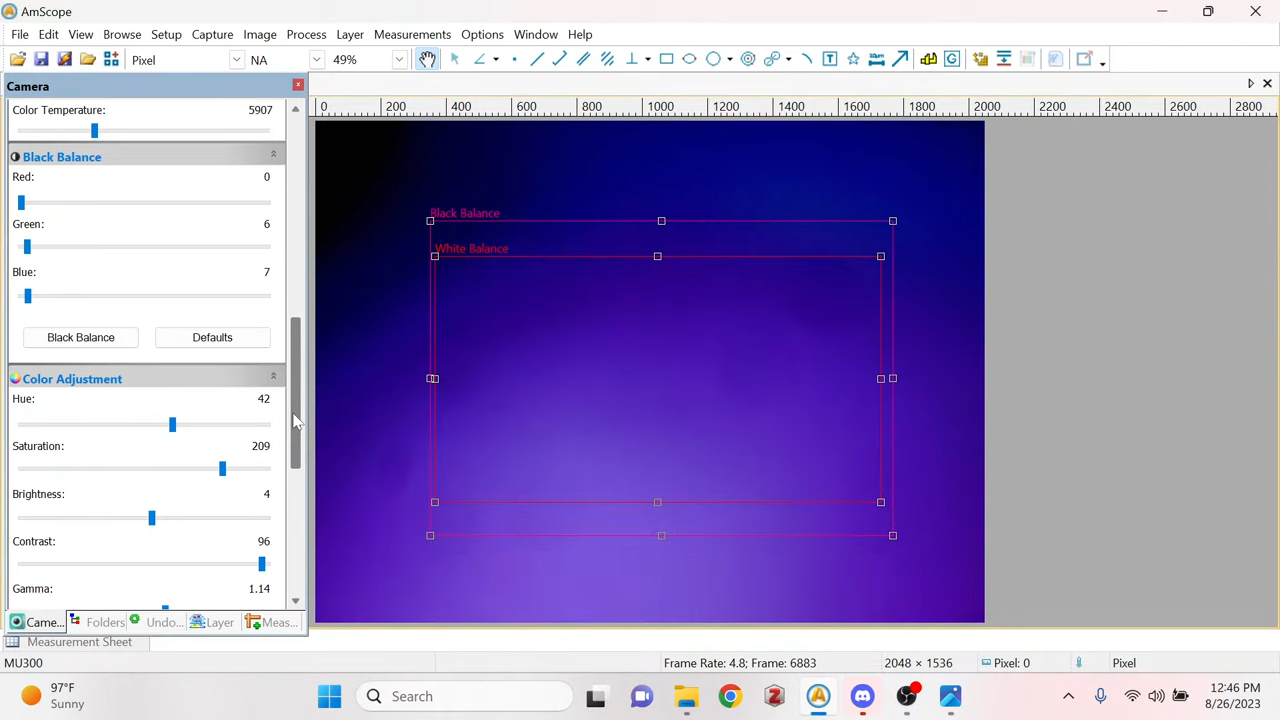 AmScope
File Edit View Browse Setup Capture Image Process Layer Measurements Options Window Help
Pixel NA 49%
Camera
0 200 400 600 800 1000 1200 1400 1600 1800 2000 2200 2400 2600 2800
Color Temperature: 5907
Black Balance
Red: 0
Green: 6
Blue: 7
Black Balance Defaults
Color Adjustment
Hue: 42
Saturation: 209
Brightness: 4
Contrast: 96
Gamma: 1.14
Black Balance
White Balance
Came... Folders Undo... Layer Meas...
Measurement Sheet
MU300 Frame Rate: 4.8; Frame: 6883 2048 × 1536 Pixel: 0 Pixel
97°F
Sunny
Search
12:46 PM
8/26/2023